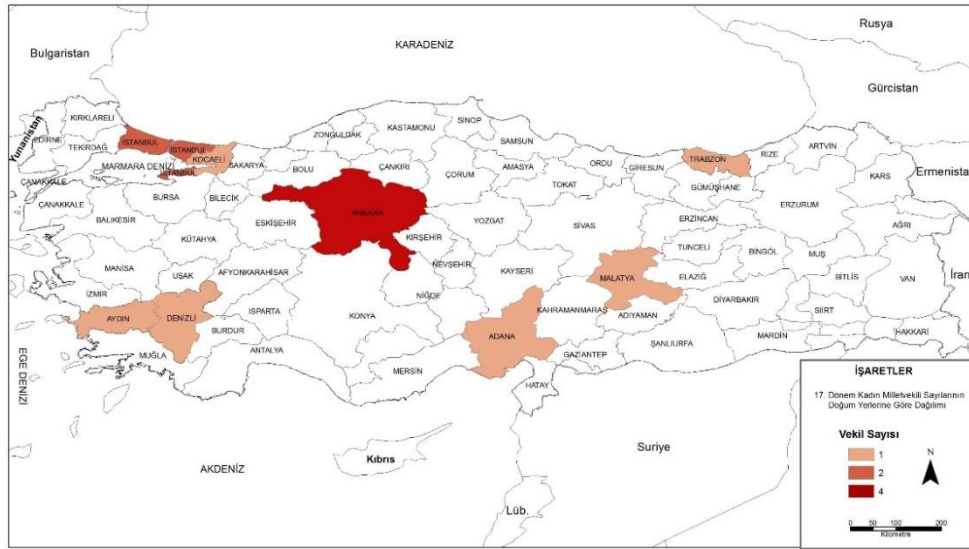 Rusya
Bulgaristan
KARADENİZ
Gürcistan
KIRKLARELİ
SİNOP
KASTAMONU
ZONGULDAK
Yunanistan
EDİRNE
İSTANBUL
İSTANBUL
SAMSUN
TEKİRDAĞ
KOCAELİ
TRABZON
RİZE
ARTVİN
MARMARA DENİZİ
İSTANBUL
SAKARYA
BOLU
ÇANKIRI
ÇORUM
AMASYA
ORDU
GİRESUN
KARS
Ermenista
ÇANAKKALE
TOKAT
GÜMÜŞHANE
ÇANAKKALE
BURSA
BİLECİK
ANKARA
ERZURUM
BALIKESİR
ESKİŞEHİR
YOZGAT
SİVAS
ERZİNCAN
AĞRI
KÜTAHYA
KIRŞEHİR
TUNCELİ
BİNGÖL
MUŞ
MANİSA
UŞAK
AFYONKARAHİSAR
NEVŞEHİR
KAYSERİ
MALATYA
ELAZIĞ
BİTLİS
VAN
İran
İZMİR
NİĞDE
DİYARBAKIR
AYDIN
DENİZLİ
ISPARTA
KONYA
KAHRAMANMARAŞ
ADIYAMAN
SİİRT
BURDUR
ADANA
MARDİN
HAKKARİ
MUĞLA
ANTALYA
GAZİANTEP
ŞANLIURFA
EGE DENİZİ
MERSİN
HATAY
İŞARETLER
17. Dönem Kadın Milletvekili Sayılarının
Doğum Yerlerine Göre Dağılımı
Vekil Sayısı
1
2
4
N
0 50 100 200
Kilometre
Suriye
Kıbrıs
AKDENİZ
Lüb.